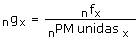 ₙgₓ = ₙfₓ / ₙPM unidas ₓ